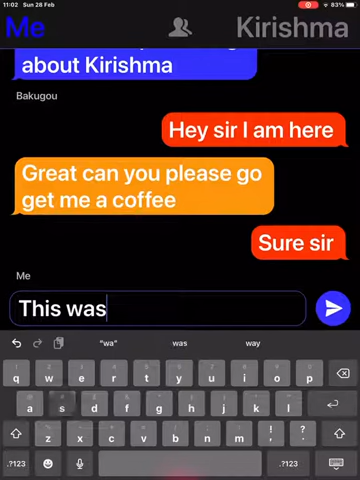 11:02 Sun 28 Feb 83%
Me Kirishma
about Kirishma
Bakugou
Hey sir I am here
Great can you please go
get me a coffee
Sure sir
Me
This was
"wa" was way
q w e r t y u i o p
a s d f g h j k l
z x c v b n m ! , ? .
.?123 .?123